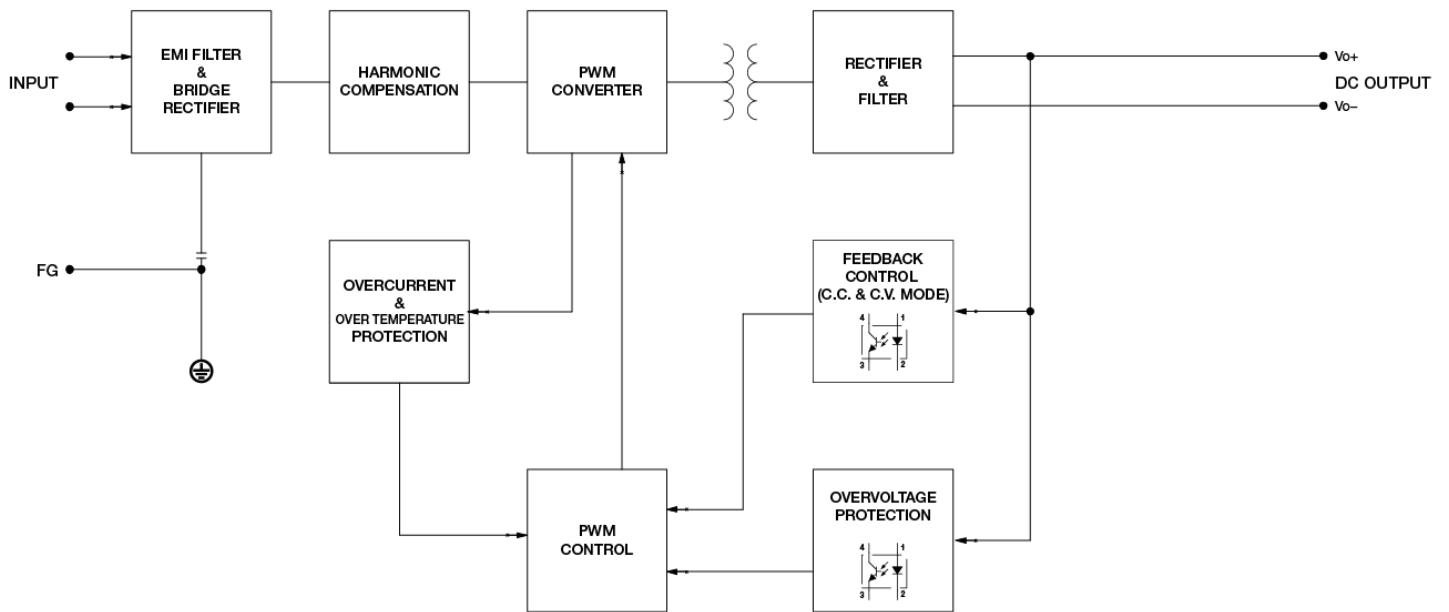 INPUT
EMI FILTER
&
BRIDGE
RECTIFIER
HARMONIC
COMPENSATION
PWM
CONVERTER
RECTIFIER
&
FILTER
Vo+
DC OUTPUT
Vo–
FG
OVERCURRENT
&
OVER TEMPERATURE
PROTECTION
FEEDBACK
CONTROL
(C.C. & C.V. MODE)
4 1
3 2
PWM
CONTROL
OVERVOLTAGE
PROTECTION
4 1
3 2